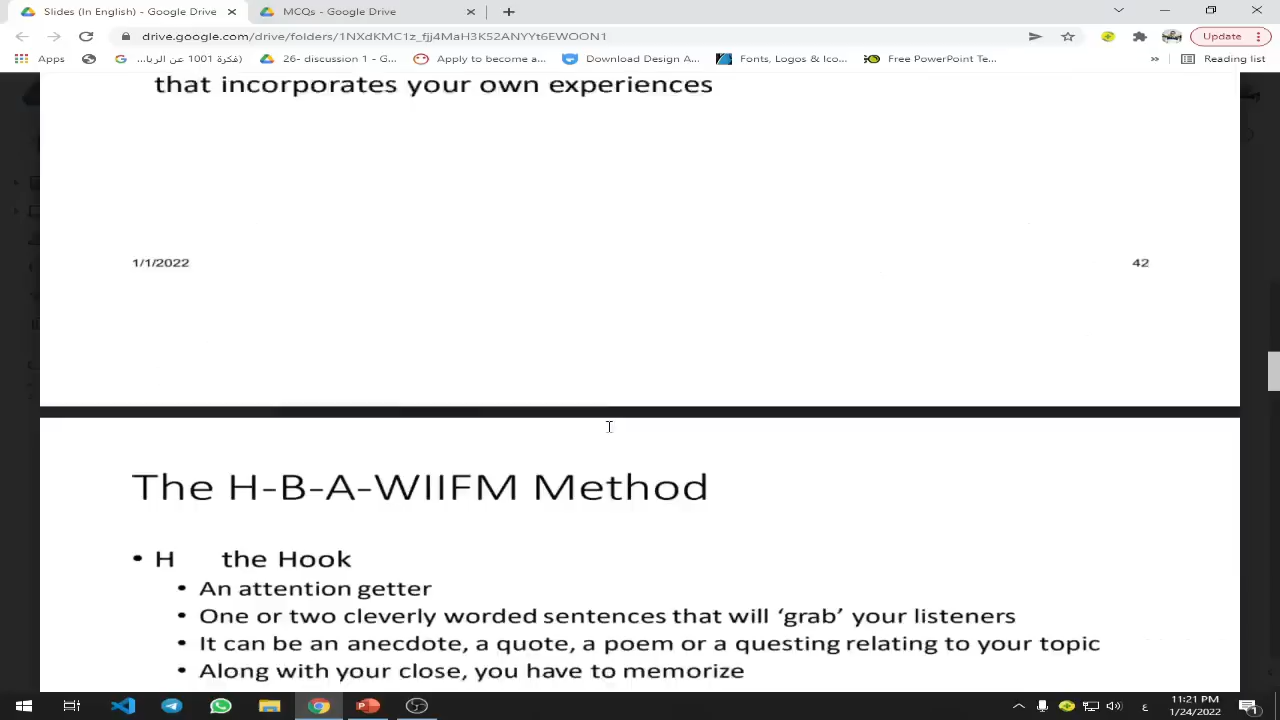 Slides (In English) - Google Drive
MCQs - Google Drive
drive.google.com/drive/folders/1NXdKMC1z_fjj4MaH3K52ANYYt6EWOON1
Update
Apps
فكرة 1001 عن الريا...
26- discussion 1 - G...
Apply to become a...
Download Design A...
Fonts, Logos & Ico...
Free PowerPoint Te...
»
Reading list
that incorporates your own experiences
1/1/2022
42
The H-B-A-WIIFM Method
• H the Hook
• An attention getter
• One or two cleverly worded sentences that will ‘grab’ your listeners
• It can be an anecdote, a quote, a poem or a questing relating to your topic
• Along with your close, you have to memorize
ع
11:21 PM
1/24/2022